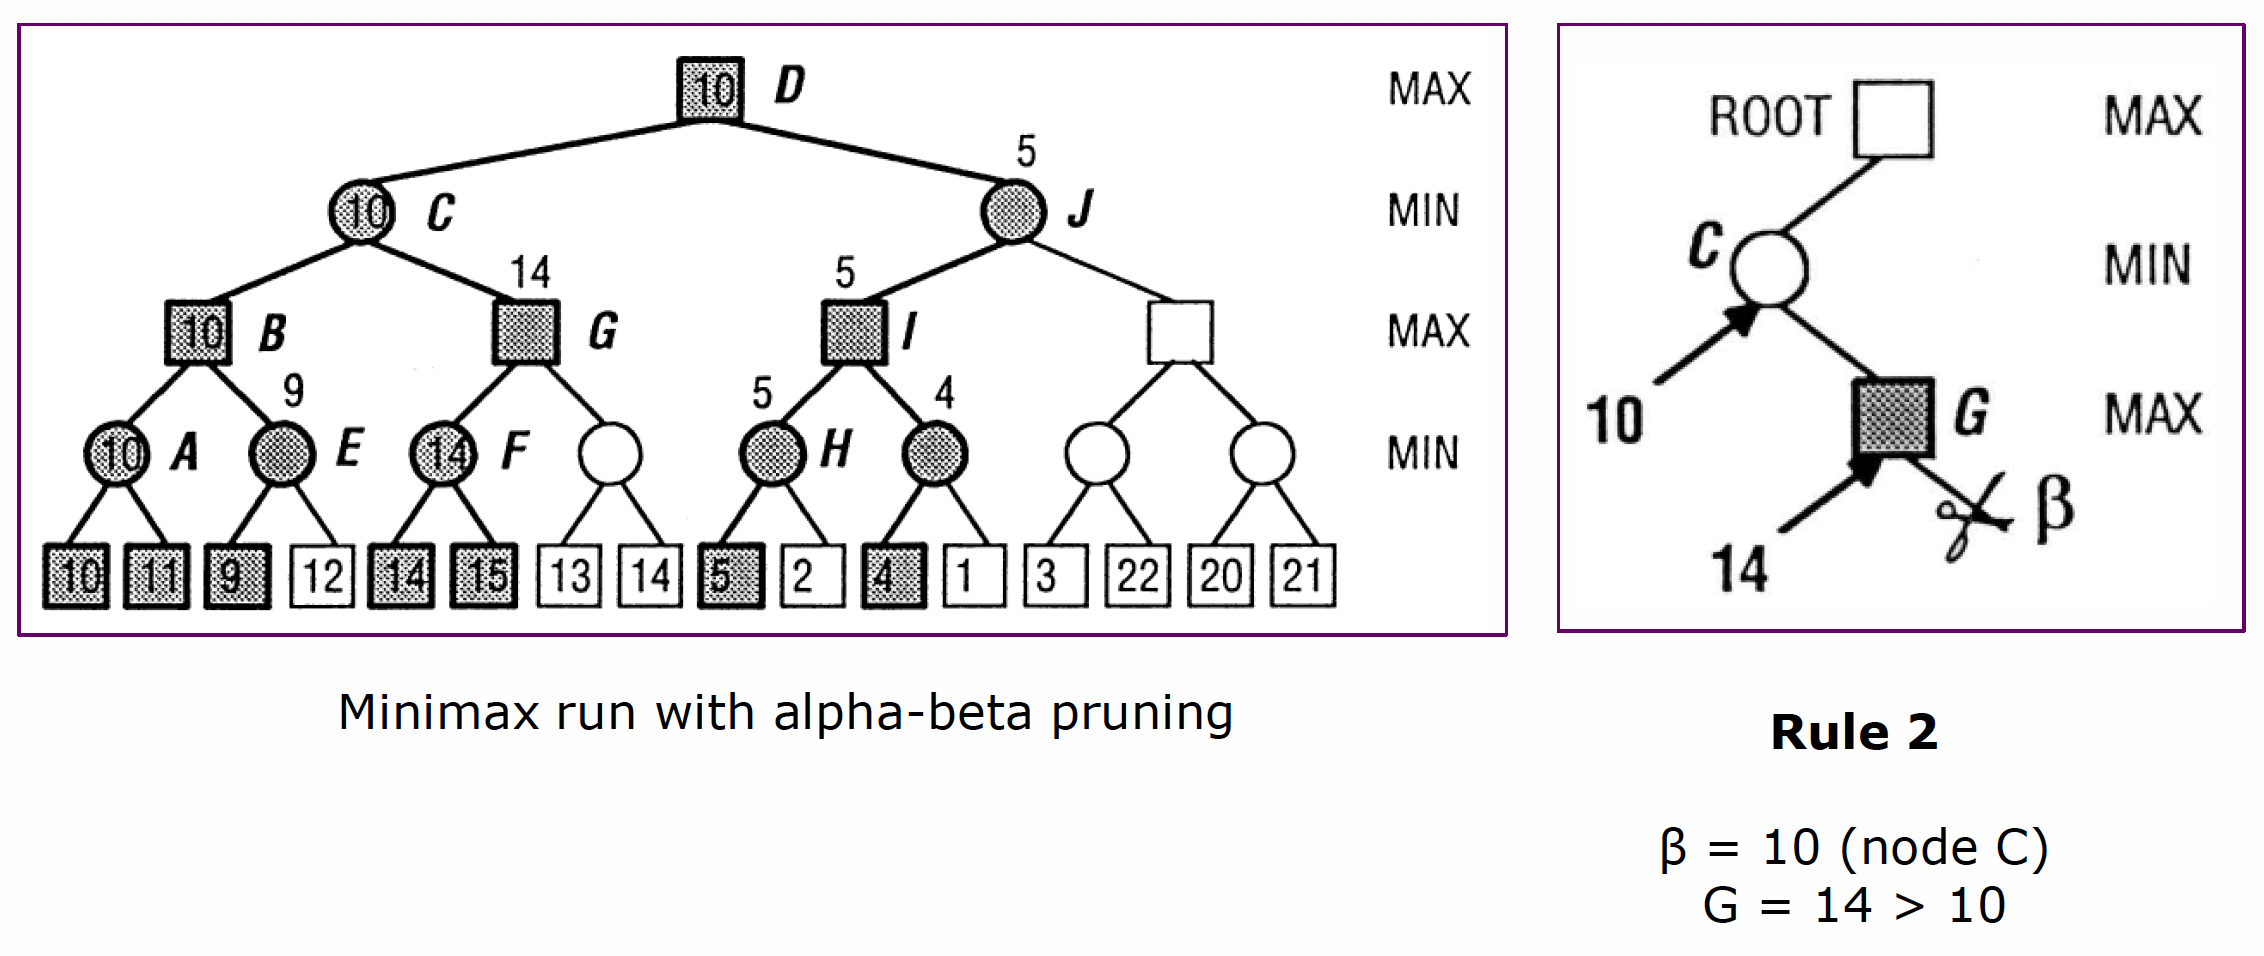 10 D MAX
5
10 C J MIN
14 5
10 B G I MAX
9 5 4
10 A E 14 F H MIN
10 11 9 12 14 15 13 14 5 2 4 1 3 22 20 21
Minimax run with alpha-beta pruning
ROOT MAX
C MIN
10 G MAX
β
14
Rule 2
β = 10 (node C)
G = 14 > 10